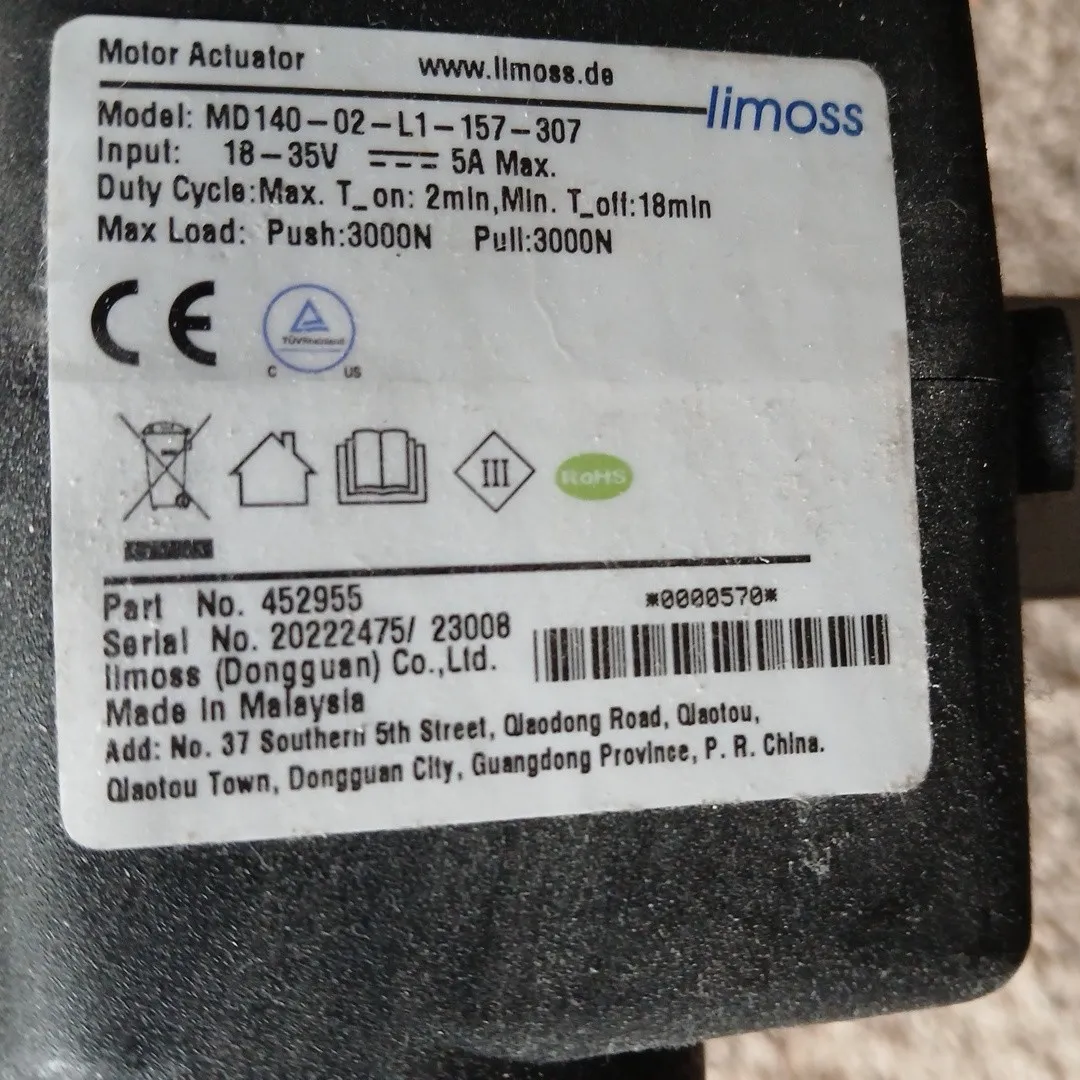 Motor Actuator www.limoss.de
limoss
Model: MD140-02-L1-157-307
Input: 18-35V ⎓ 5A Max.
Duty Cycle:Max. T_on: 2min,Min. T_off:18min
Max Load: Push:3000N Pull:3000N
CE
TÜVRheinland
C US
III
RoHS
Part No. 452955
*0000570*
Serial No. 20222475/ 23008
limoss (Dongguan) Co.,Ltd.
Made In Malaysia
Add: No. 37 Southern 5th Street, Qiaodong Road, Qiaotou,
Qiaotou Town, Dongguan City, Guangdong Province, P. R. China.